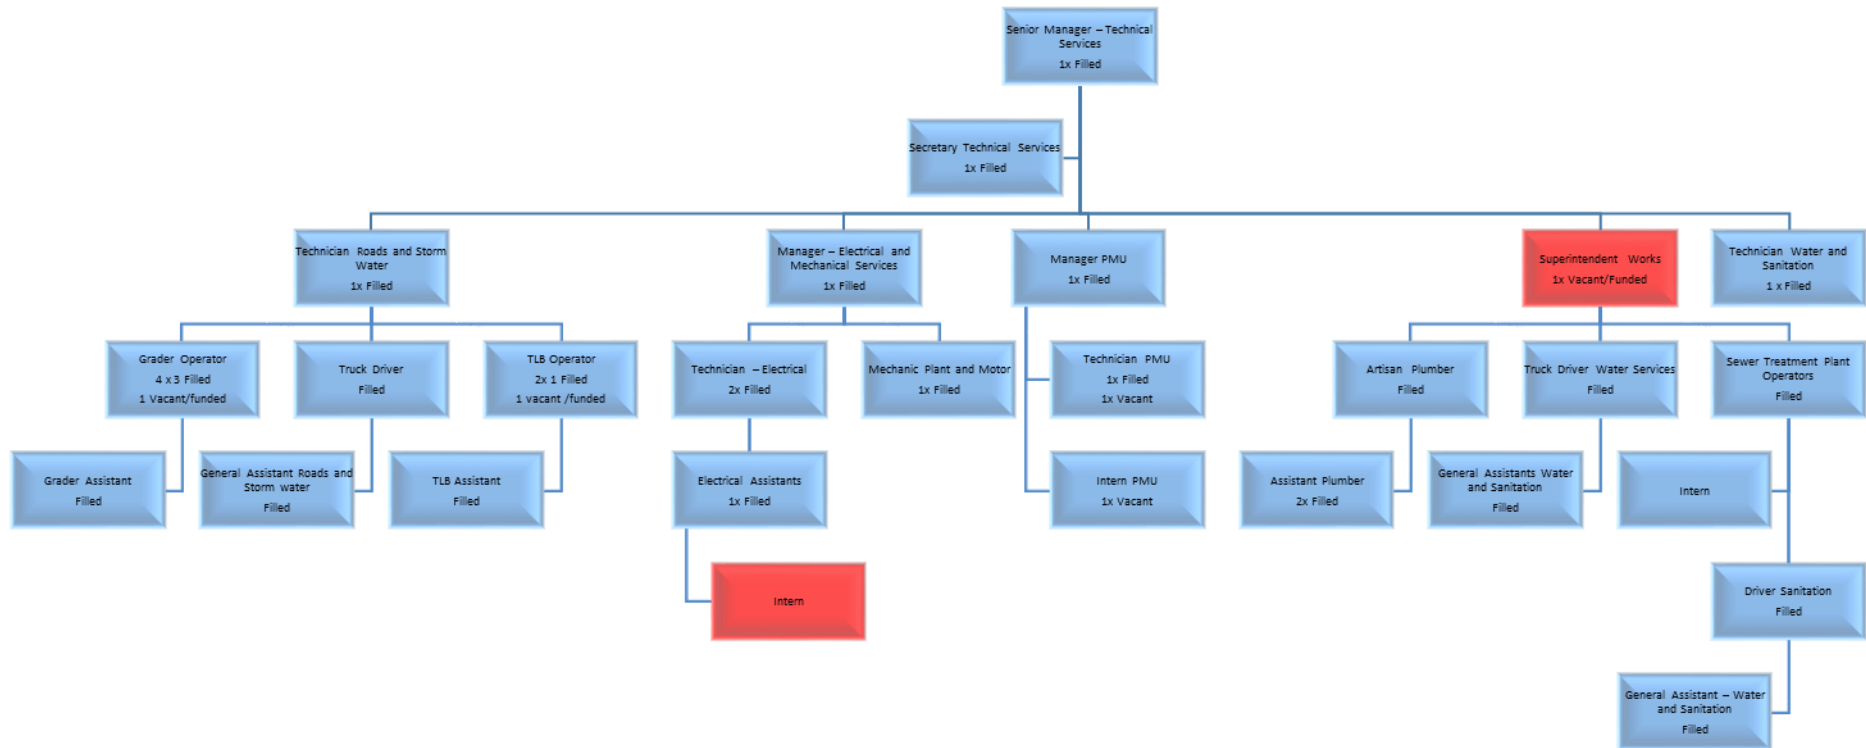 Senior Manager – Technical
Services
1x Filled
Secretary Technical Services
1x Filled
Technician Roads and Storm
Water
1x Filled
Manager – Electrical and
Mechanical Services
1x Filled
Manager PMU
1x Filled
Superintendent Works
1x Vacant/Funded
Technician Water and
Sanitation
1 x Filled
Grader Operator
4 x 3 Filled
1 Vacant/funded
Truck Driver
Filled
TLB Operator
2x 1 Filled
1 vacant /funded
Technician – Electrical
2x Filled
Mechanic Plant and Motor
1x Filled
Technician PMU
1x Filled
1x Vacant
Artisan Plumber
Filled
Truck Driver Water Services
Filled
Sewer Treatment Plant
Operators
Filled
Grader Assistant
Filled
General Assistant Roads and
Storm water
Filled
TLB Assistant
Filled
Electrical Assistants
1x Filled
Intern PMU
1x Vacant
Assistant Plumber
2x Filled
General Assistants Water
and Sanitation
Filled
Intern
Intern
Driver Sanitation
Filled
General Assistant – Water
and Sanitation
Filled